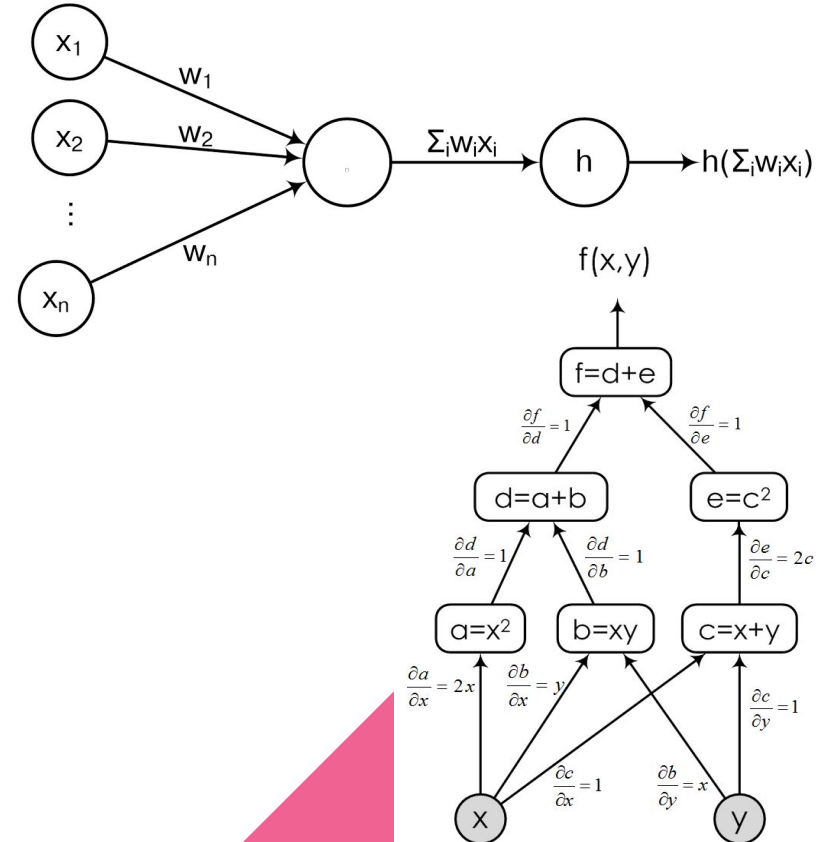 x₁
w₁
x₂
w₂
Σᵢwᵢxᵢ
h
h(Σᵢwᵢxᵢ)
⋮
wₙ
xₙ
f(x,y)
f=d+e
∂f/∂d = 1
∂f/∂e = 1
d=a+b
e=c²
∂d/∂a = 1
∂d/∂b = 1
∂e/∂c = 2c
a=x²
b=xy
c=x+y
∂a/∂x = 2x
∂b/∂x = y
∂c/∂y = 1
∂c/∂x = 1
∂b/∂y = x
x
y